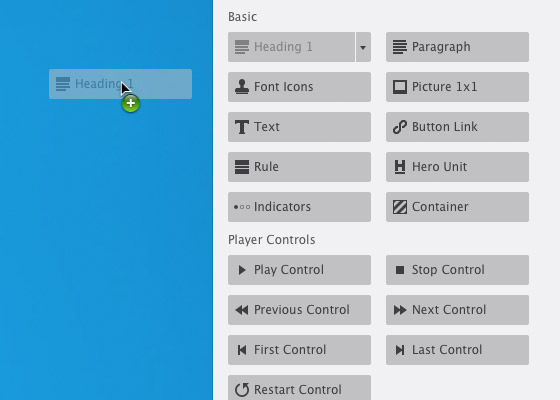 Basic
Heading 1
Paragraph
Heading 1
Font Icons
Picture 1x1
Text
Button Link
Rule
Hero Unit
Indicators
Container
Player Controls
Play Control
Stop Control
Previous Control
Next Control
First Control
Last Control
Restart Control